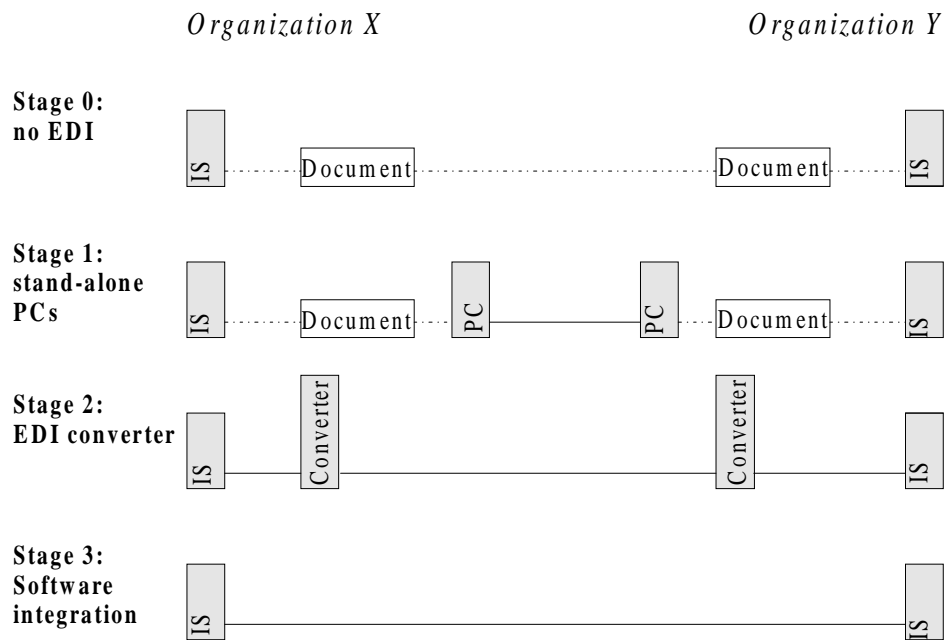 Organization X Organization Y
Stage 0:
no EDI
IS Document Document IS
Stage 1:
stand-alone
PCs
IS Document PC PC Document IS
Stage 2:
EDI converter
IS Converter Converter IS
Stage 3:
Software
integration
IS IS